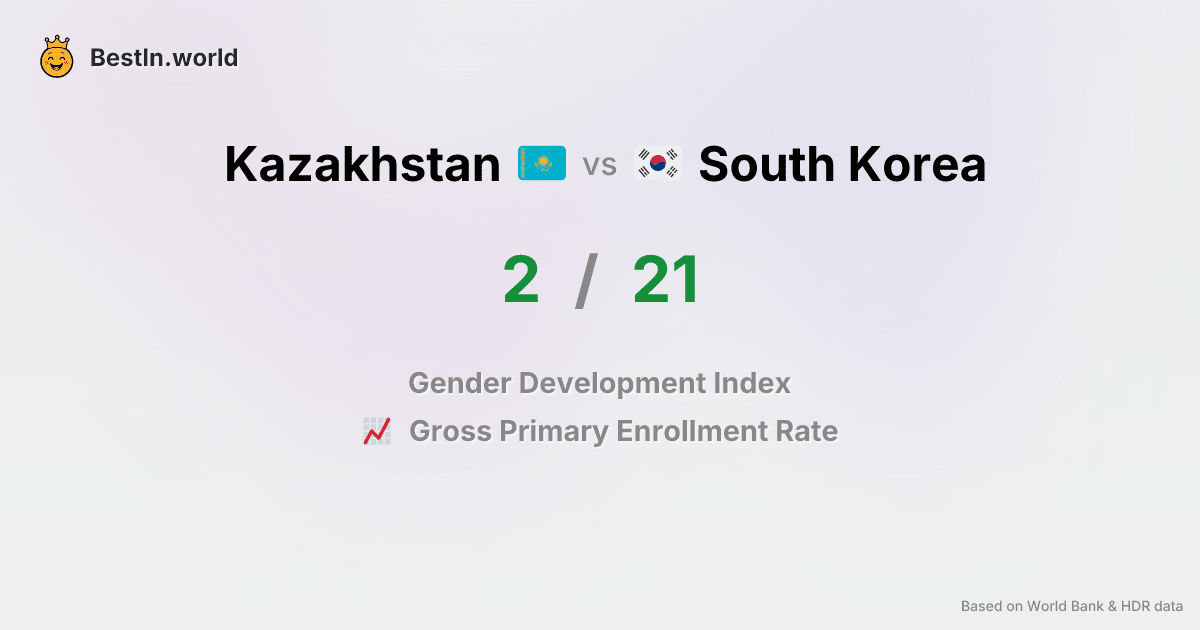 BestIn.world
Kazakhstan vs South Korea
2 / 21
Gender Development Index
Gross Primary Enrollment Rate
Based on World Bank & HDR data